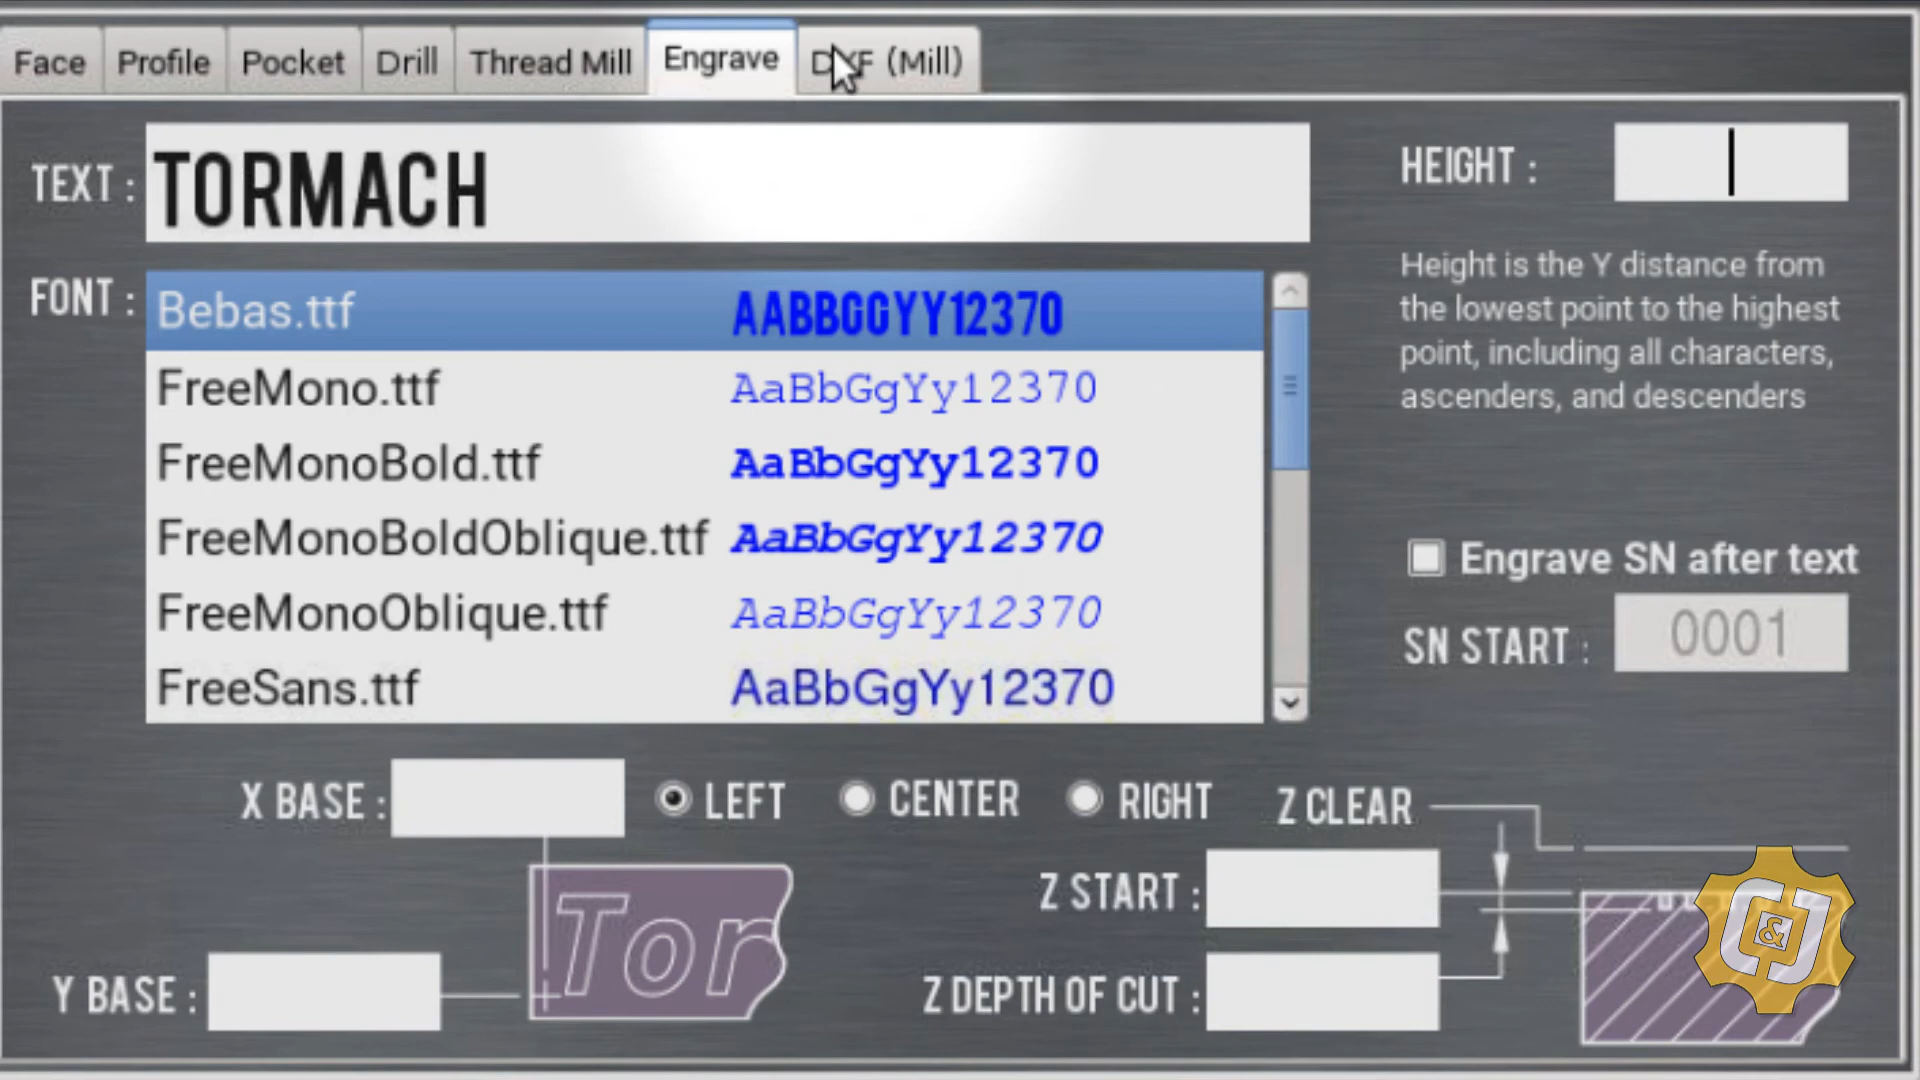 Face Profile Pocket Drill Thread Mill Engrave DXF (Mill)
TEXT : TORMACH
HEIGHT :
Height is the Y distance from
the lowest point to the highest
point, including all characters,
ascenders, and descenders
FONT : Bebas.ttf AABBGGYY12370
FreeMono.ttf AaBbGgYy12370
FreeMonoBold.ttf AaBbGgYy12370
FreeMonoBoldOblique.ttf AaBbGgYy12370
FreeMonoOblique.ttf AaBbGgYy12370
FreeSans.ttf AaBbGgYy12370
Engrave SN after text
SN START : 0001
X BASE : LEFT CENTER RIGHT
Z CLEAR
Z START :
Tor
Y BASE :
Z DEPTH OF CUT :
C&J